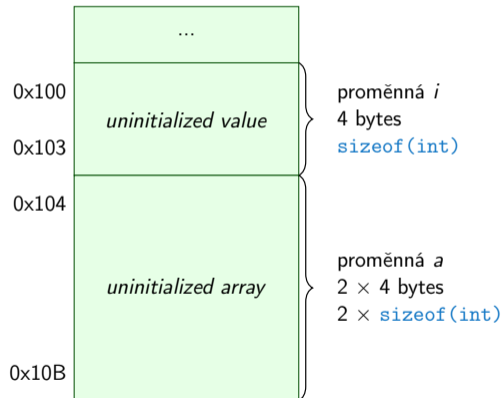 ...
0x100
0x103
uninitialized value
proměnná i
4 bytes
sizeof(int)
0x104
0x10B
uninitialized array
proměnná a
2 × 4 bytes
2 × sizeof(int)